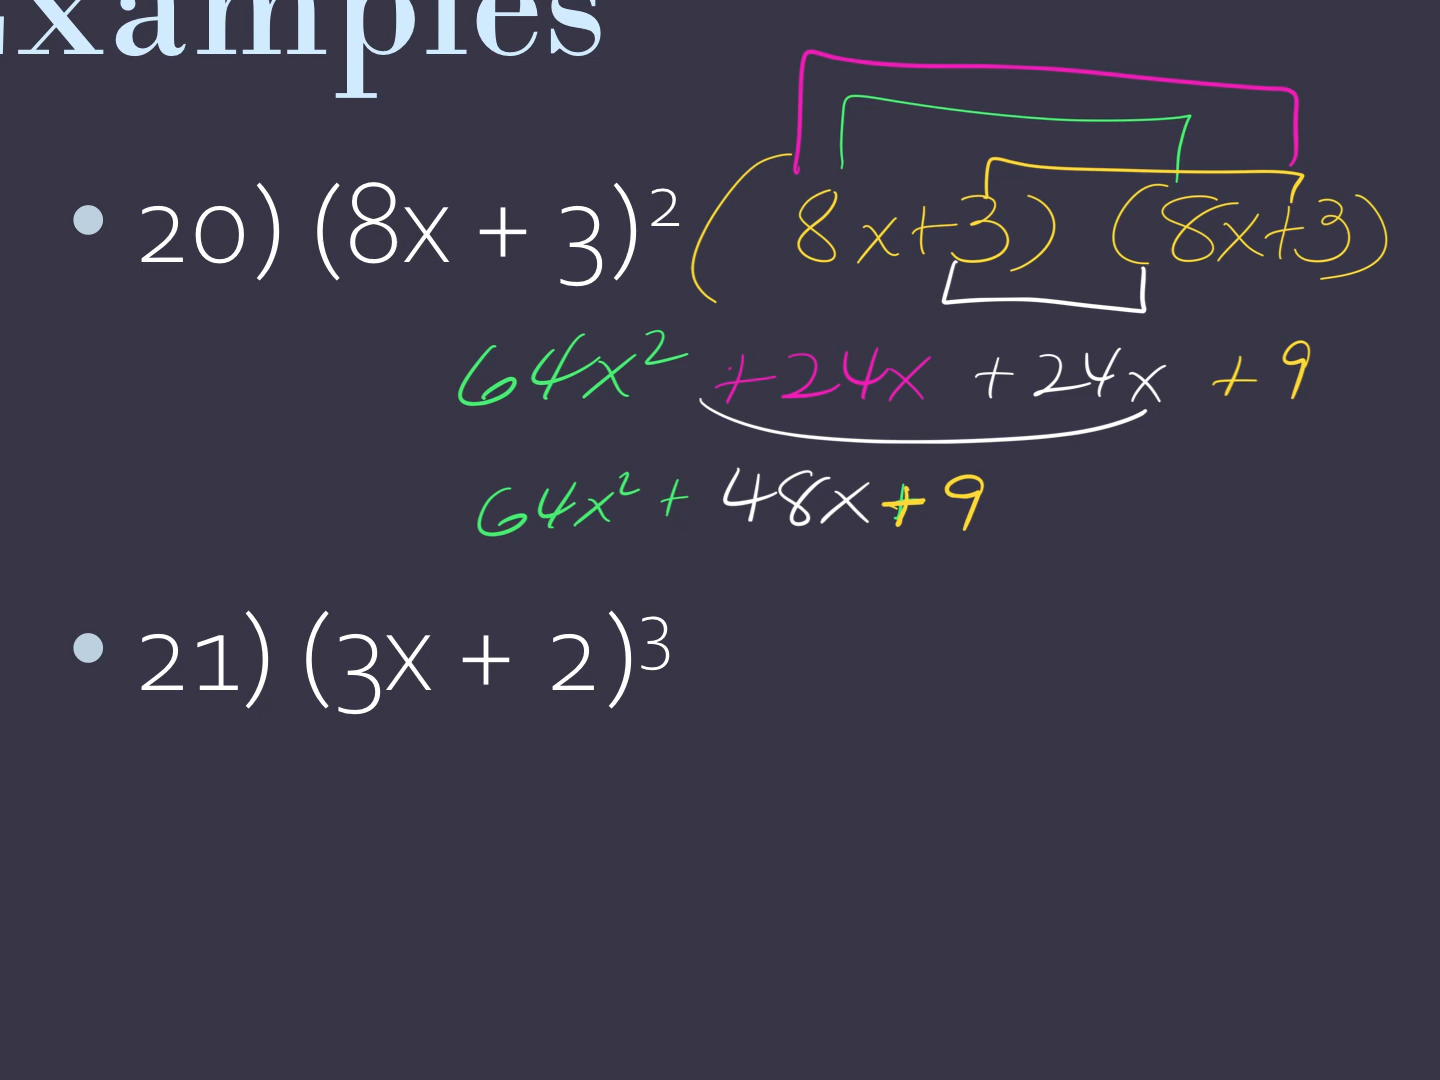 Examples
• 20) (8x + 3)² (8x+3) (8x+3)
64x² +24x +24x +9
64x² + 48x + 9
• 21) (3x + 2)³